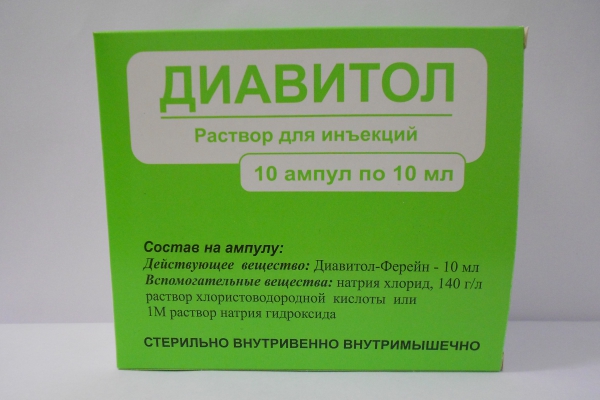 ДИАВИТОЛ
Раствор для инъекций
10 ампул по 10 мл
Состав на ампулу:
Действующее вещество: Диавитол-Ферейн - 10 мл
Вспомогательные вещества: натрия хлорид, 140 г/л
раствор хлористоводородной кислоты или
1М раствор натрия гидроксида
СТЕРИЛЬНО ВНУТРИВЕННО ВНУТРИМЫШЕЧНО